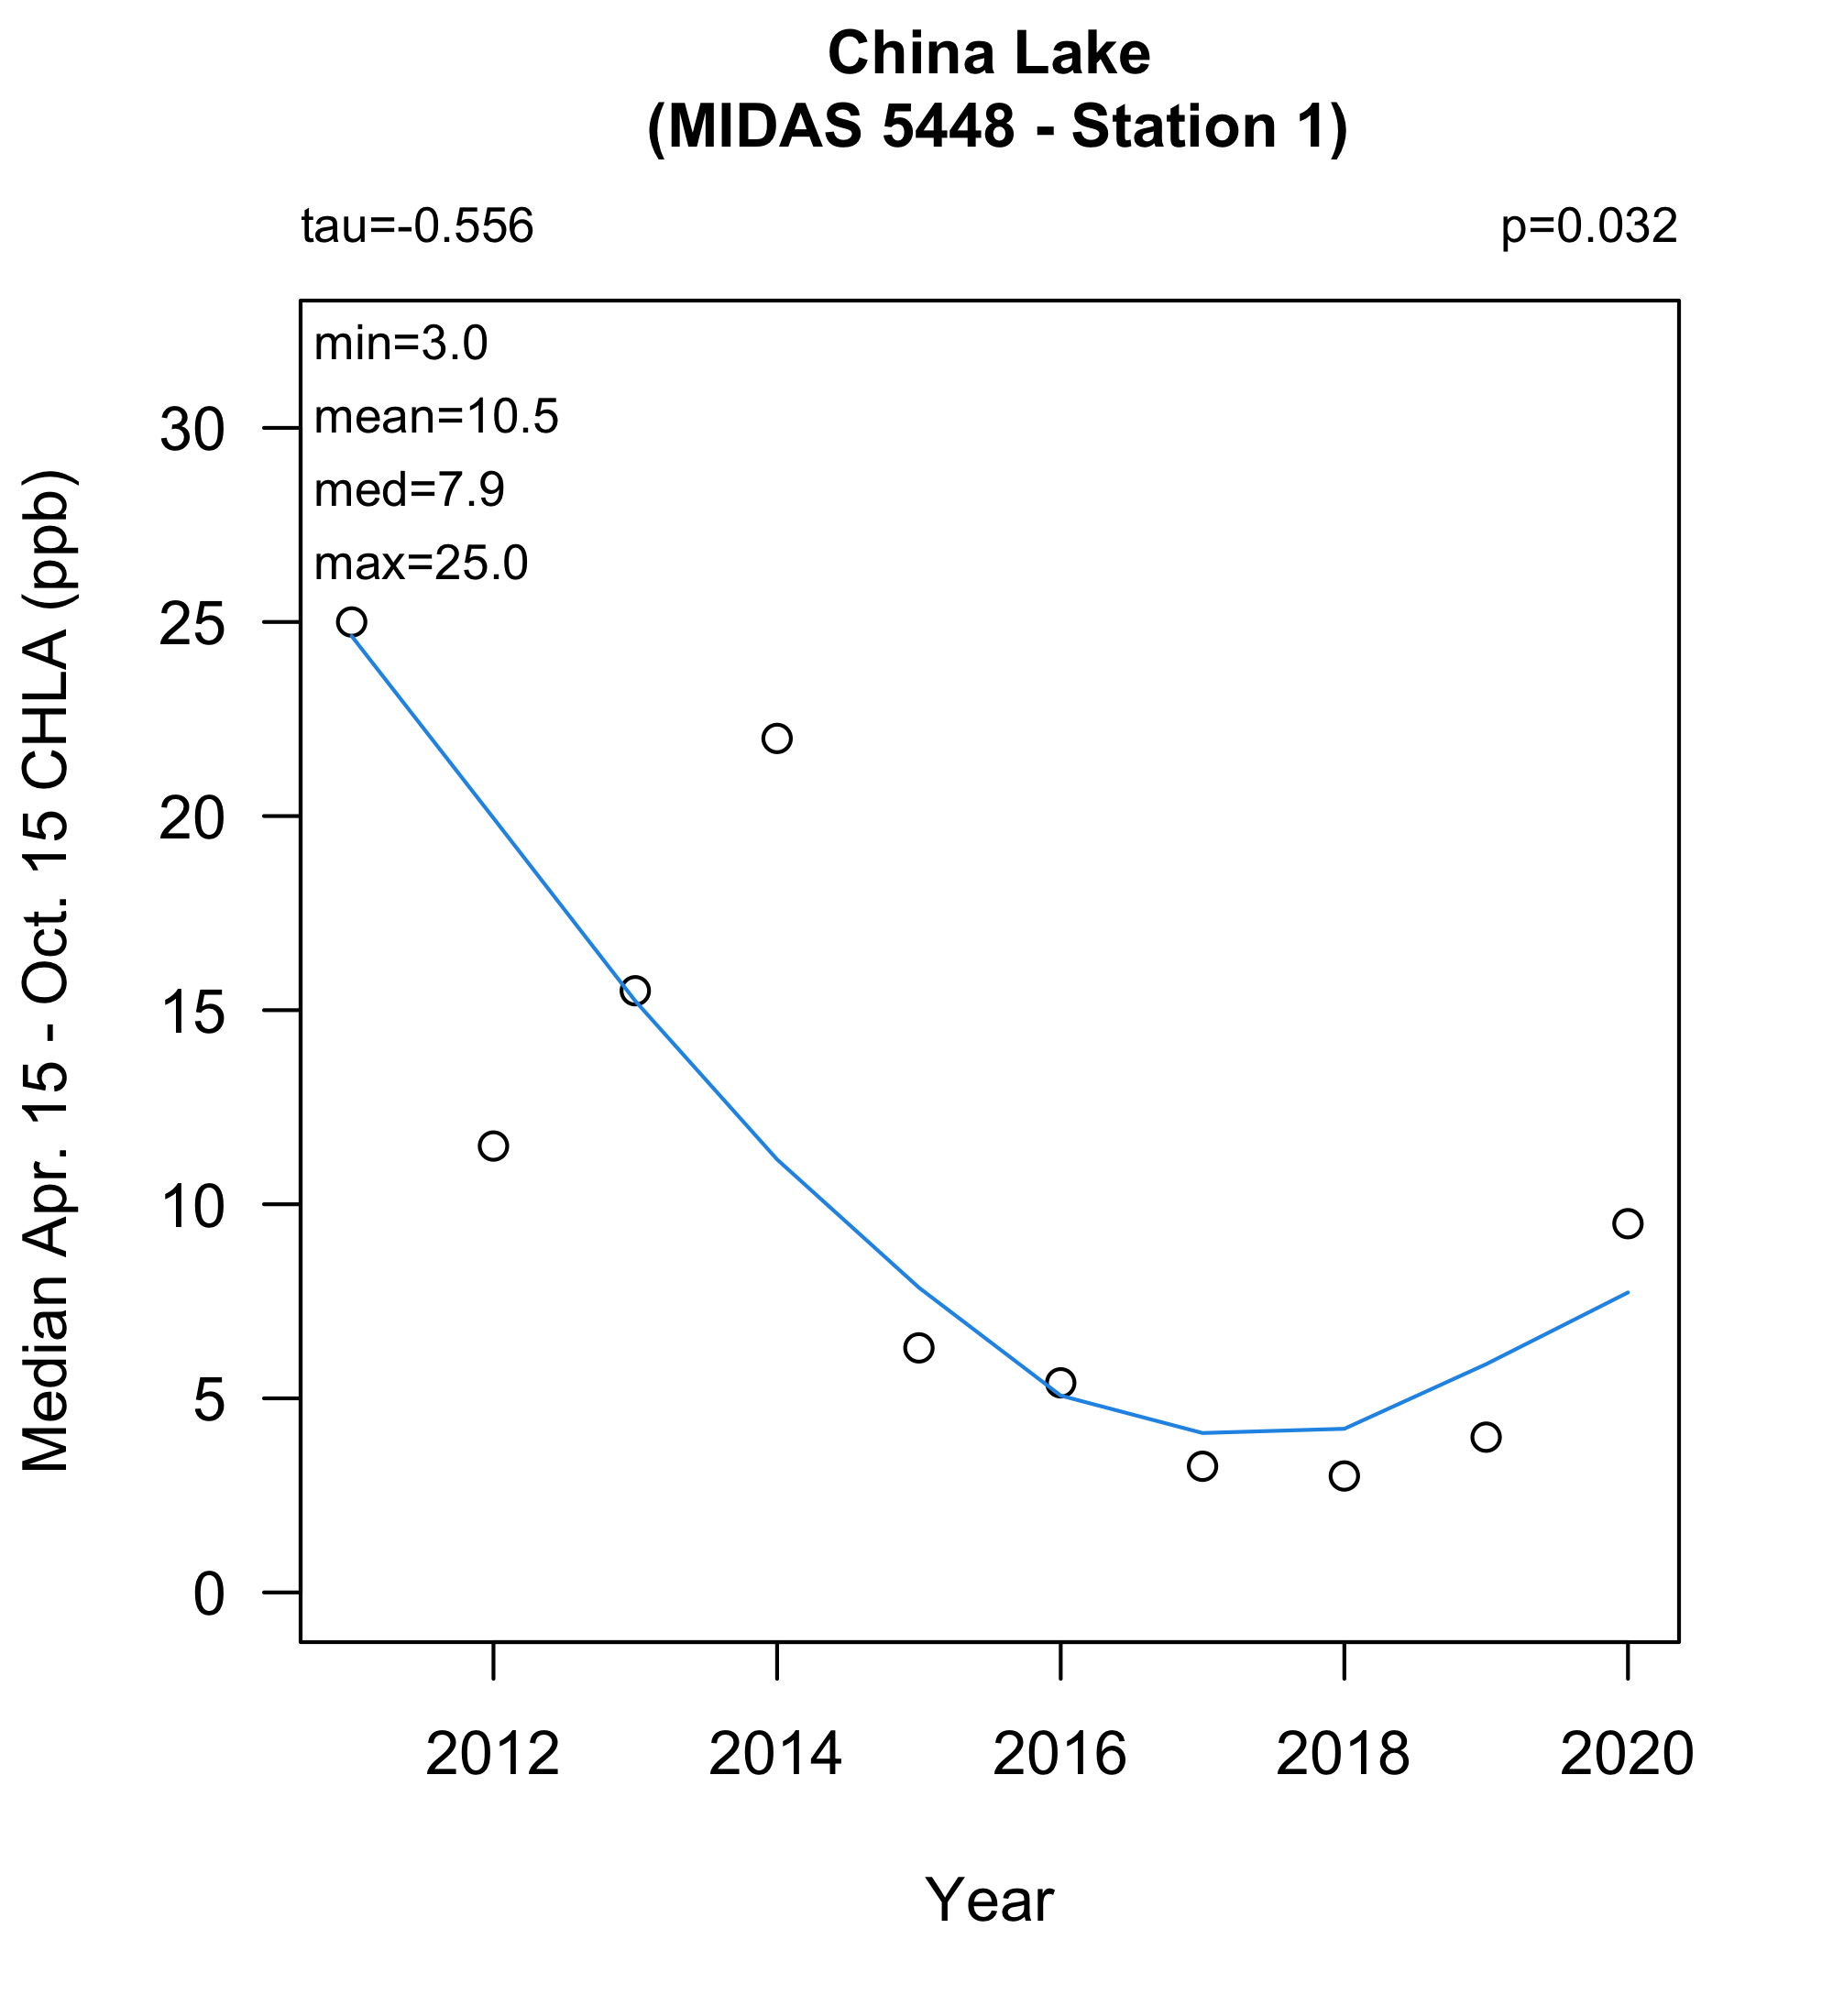 China Lake
(MIDAS 5448 - Station 1)
tau=-0.556
p=0.032
min=3.0
mean=10.5
med=7.9
max=25.0
Median Apr. 15 - Oct. 15 CHLA (ppb)
30
25
20
15
10
5
0
2012
2014
2016
2018
2020
Year